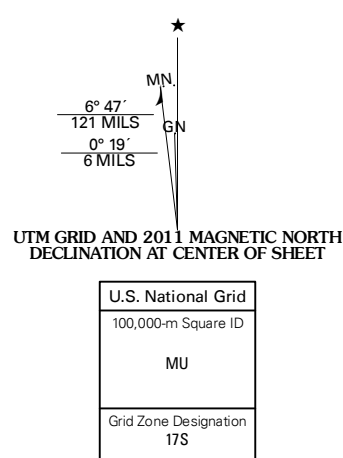 MN.
6° 47´
121 MILS
GN
0° 19´
6 MILS
UTM GRID AND 2011 MAGNETIC NORTH
DECLINATION AT CENTER OF SHEET
U.S. National Grid
100,000-m Square ID
MU
Grid Zone Designation
17S